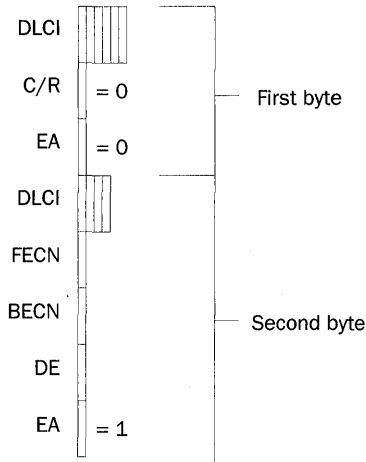 DLCI
C/R = 0
First byte
EA = 0
DLCI
FECN
BECN
Second byte
DE
EA = 1